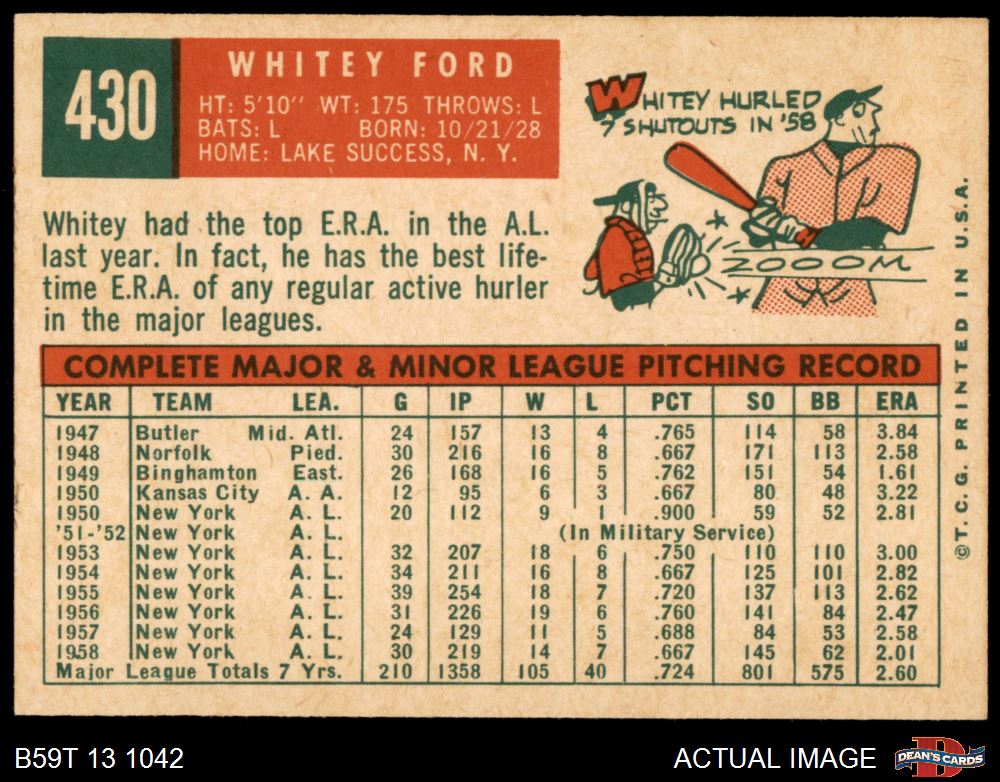 430
WHITEY FORD
HT: 5'10" WT: 175 THROWS: L
BATS: L BORN: 10/21/28
HOME: LAKE SUCCESS, N. Y.
WHITEY HURLED
7 SHUTOUTS IN '58
ZOOOM
Whitey had the top E.R.A. in the A.L.
last year. In fact, he has the best life-
time E.R.A. of any regular active hurler
in the major leagues.
COMPLETE MAJOR & MINOR LEAGUE PITCHING RECORD
YEAR TEAM LEA. G IP W L PCT SO BB ERA
1947 Butler Mid. Atl. 24 157 13 4 .765 114 58 3.84
1948 Norfolk Pied. 30 216 16 8 .667 171 113 2.58
1949 Binghamton East. 26 168 16 5 .762 151 54 1.61
1950 Kansas City A. A. 12 95 6 3 .667 80 48 3.22
1950 New York A. L. 20 112 9 1 .900 59 52 2.81
'51-'52 New York A. L. (In Military Service)
1953 New York A. L. 32 207 18 6 .750 110 110 3.00
1954 New York A. L. 34 211 16 8 .667 125 101 2.82
1955 New York A. L. 39 254 18 7 .720 137 113 2.62
1956 New York A. L. 31 226 19 6 .760 141 84 2.47
1957 New York A. L. 24 129 11 5 .688 84 53 2.58
1958 New York A. L. 30 219 14 7 .667 145 62 2.01
Major League Totals 7 Yrs. 210 1358 105 40 .724 801 575 2.60
©T.C.G. PRINTED IN U.S.A.
B59T 13 1042
ACTUAL IMAGE
D
DEAN'S CARDS